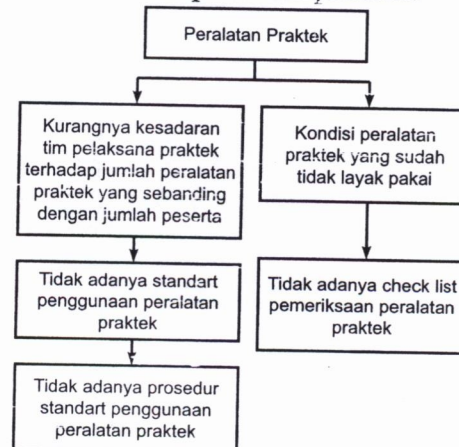 Peralatan Praktek
Kurangnya kesadaran
tim pelaksana praktek
terhadap jumlah peralatan
praktek yang sebanding
dengan jumlah peserta
Kondisi peralatan
praktek yang sudah
tidak layak pakai
Tidak adanya standart
penggunaan peralatan
praktek
Tidak adanya check list
pemeriksaan peralatan
praktek
Tidak adanya prosedur
standart penggunaan
peralatan praktek